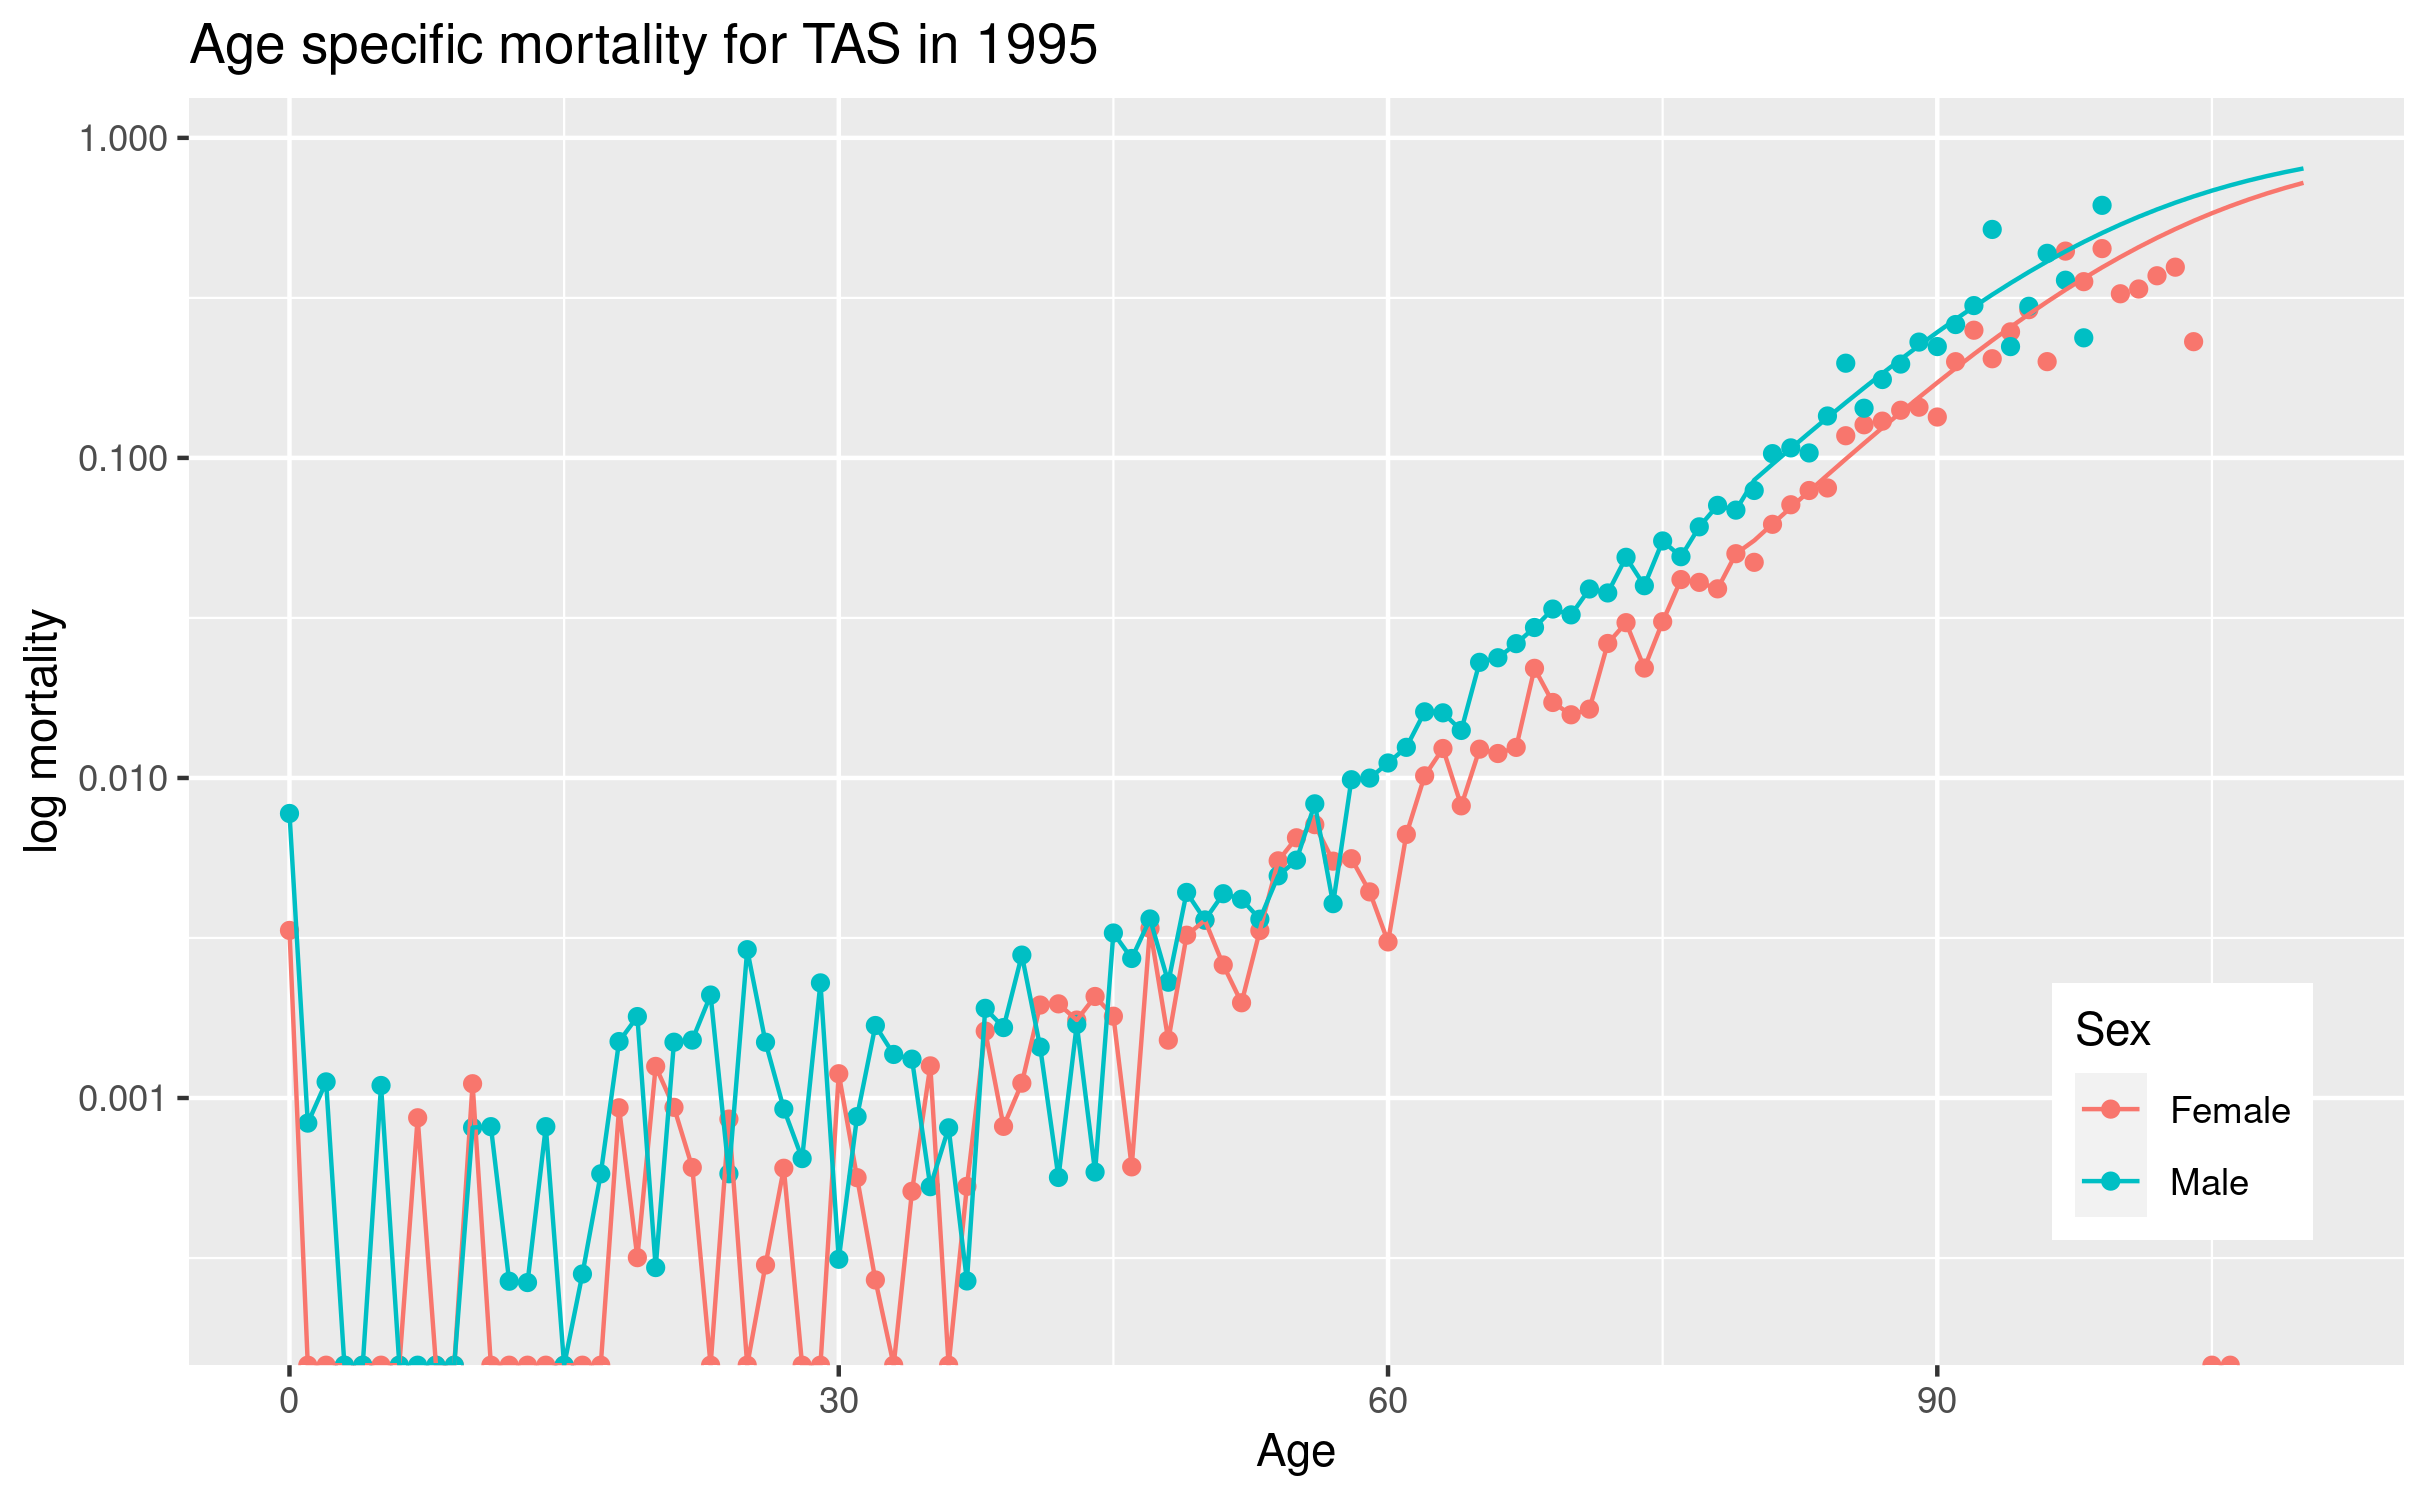 Age specific mortality for TAS in 1995
1.000
0.100
0.010
0.001
log mortality
0 30 60 90
Age
Sex
Female
Male